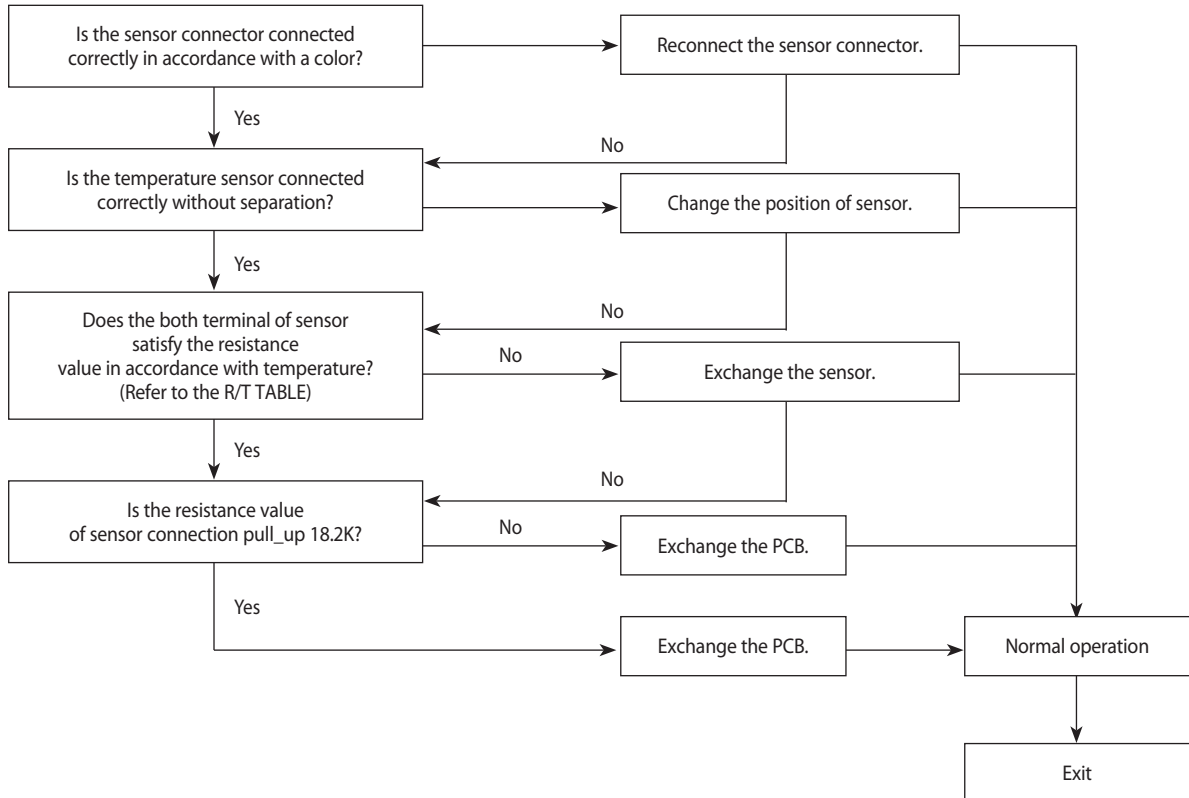 Is the sensor connector connected
correctly in accordance with a color?
Reconnect the sensor connector.
Yes
No
Is the temperature sensor connected
correctly without separation?
Change the position of sensor.
Yes
No
Does the both terminal of sensor
satisfy the resistance
value in accordance with temperature?
(Refer to the R/T TABLE)
No
Exchange the sensor.
Yes
No
Is the resistance value
of sensor connection pull_up 18.2K?
No
Exchange the PCB.
Yes
Exchange the PCB.
Normal operation
Exit